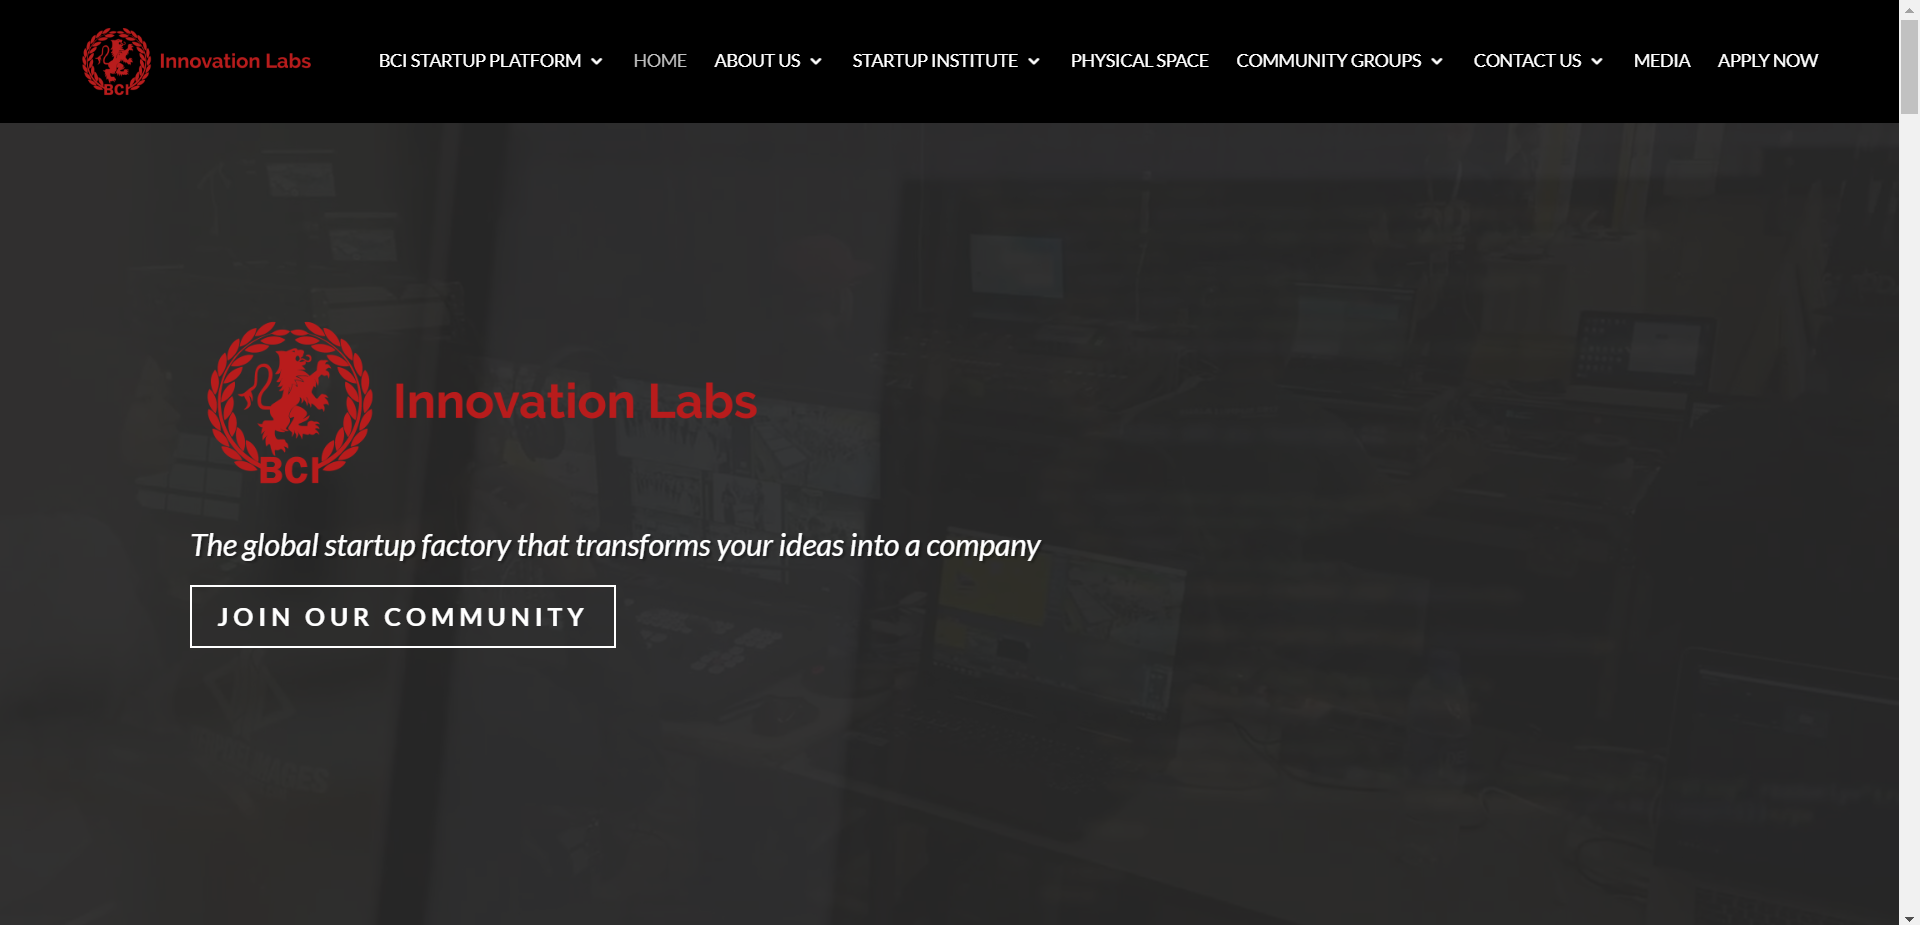 BCI
Innovation Labs
BCI STARTUP PLATFORM
HOME
ABOUT US
STARTUP INSTITUTE
PHYSICAL SPACE
COMMUNITY GROUPS
CONTACT US
MEDIA
APPLY NOW
Innovation Labs
BCI
The global startup factory that transforms your ideas into a company
JOIN OUR COMMUNITY